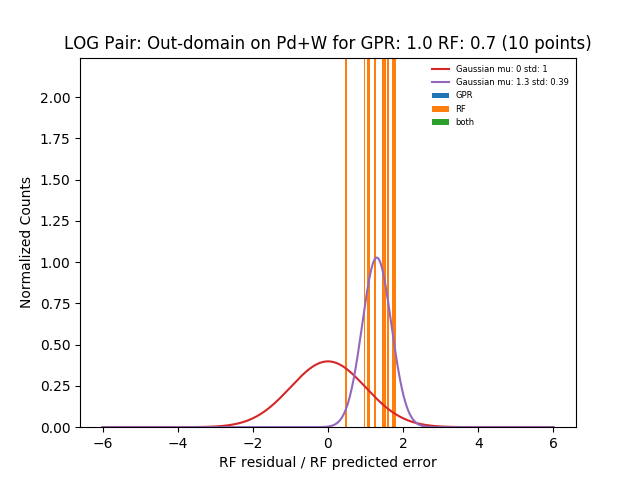 LOG Pair: Out-domain on Pd+W for GPR: 1.0 RF: 0.7 (10 points)
Gaussian mu: 0 std: 1
Gaussian mu: 1.3 std: 0.39
GPR
RF
both
Normalized Counts
2.00
1.75
1.50
1.25
1.00
0.75
0.50
0.25
0.00
−6
−4
−2
0
2
4
6
RF residual / RF predicted error